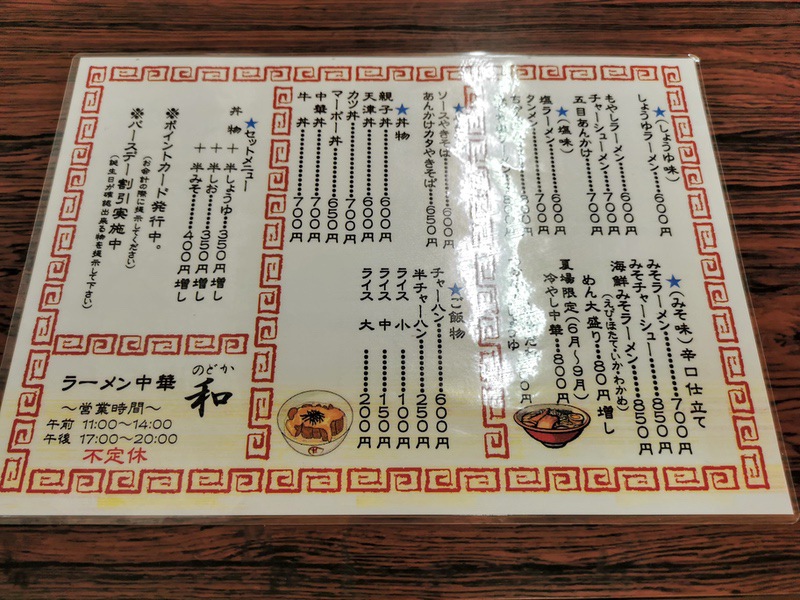 ★(しょうゆ味)
しょうゆラーメン……600円
もやしラーメン……600円
チャーシューメン……700円
五目あんかけ……700円
★(塩味)
塩ラーメン……600円
タンメン……700円
★(みそ味)辛口仕立て
みそラーメン……700円
みそチャーシュー……850円
海鮮みそラーメン……850円
(えび・ほたて・いか・わかめ)
めん大盛り……80円増し
夏場限定(6月〜9月)
冷やし中華……800円
ソースやきそば……600円
あんかけカタやきそば……650円
★丼物
親子丼……600円
天津丼……600円
カツ丼……700円
マーボー丼……650円
中華丼……700円
牛丼……700円
★ご飯物
チャーハン……600円
半チャーハン……250円
ライス 小……100円
ライス 中……150円
ライス 大……200円
★セットメニュー
丼物+半しょうゆ……350円増し
+半しお……350円増し
+半みそ……400円増し
※ポイントカード発行中。
(お会計の際に提示してください)
※バースデー割引実施中
(誕生日が確認出来る物を提示して下さい)
ラーメン中華 和
のどか
〜営業時間〜
午前 11:00〜14:00
午後 17:00〜20:00
不定休